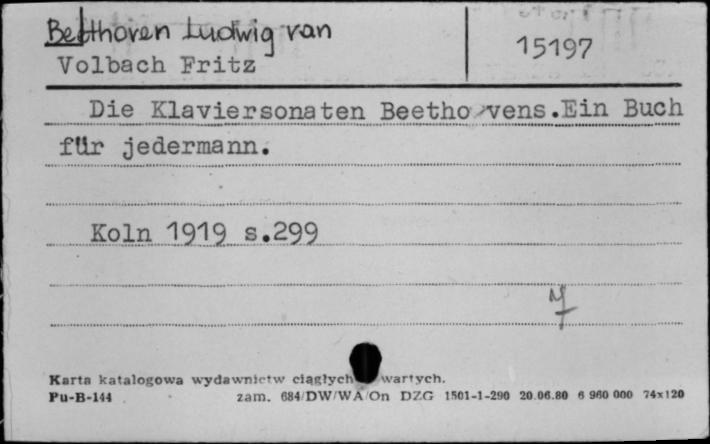 Beethoven Ludwig van
15197
Volbach Fritz
Die Klaviersonaten Beethovens.Ein Buch
für jedermann.
Koln 1919 s.299
Karta katalogowa wydawnictw ciągłych wartych.
Pu-B-144 zam. 684/DW/WA/On DZG 1501-1-290 20.06.80 6 960 000 74x120